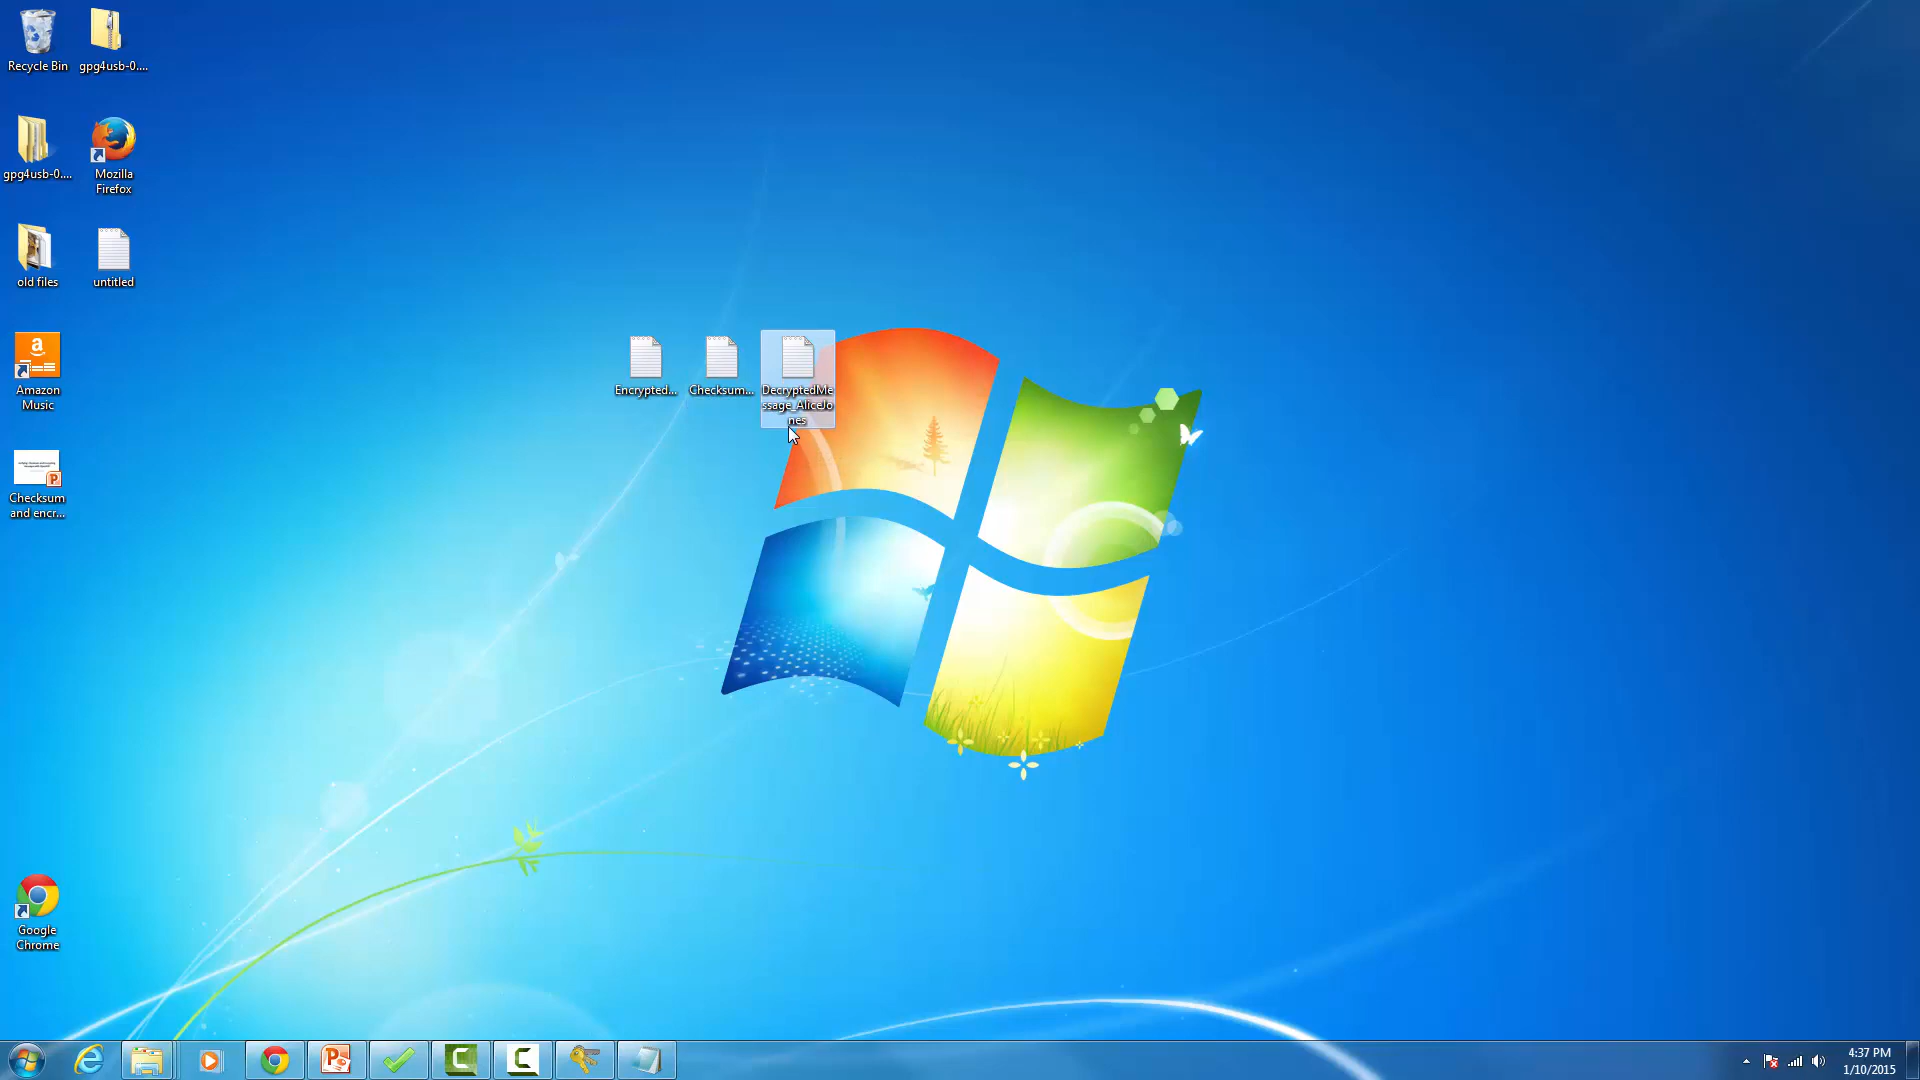 Recycle Bin
gpg4usb-0....
gpg4usb-0....
Mozilla
Firefox
old files
untitled
Encrypted...
Checksum...
DecryptedMe
ssage_AliceJo
nes
Amazon
Music
Checksum
and encr...
Google
Chrome
4:37 PM
1/10/2015